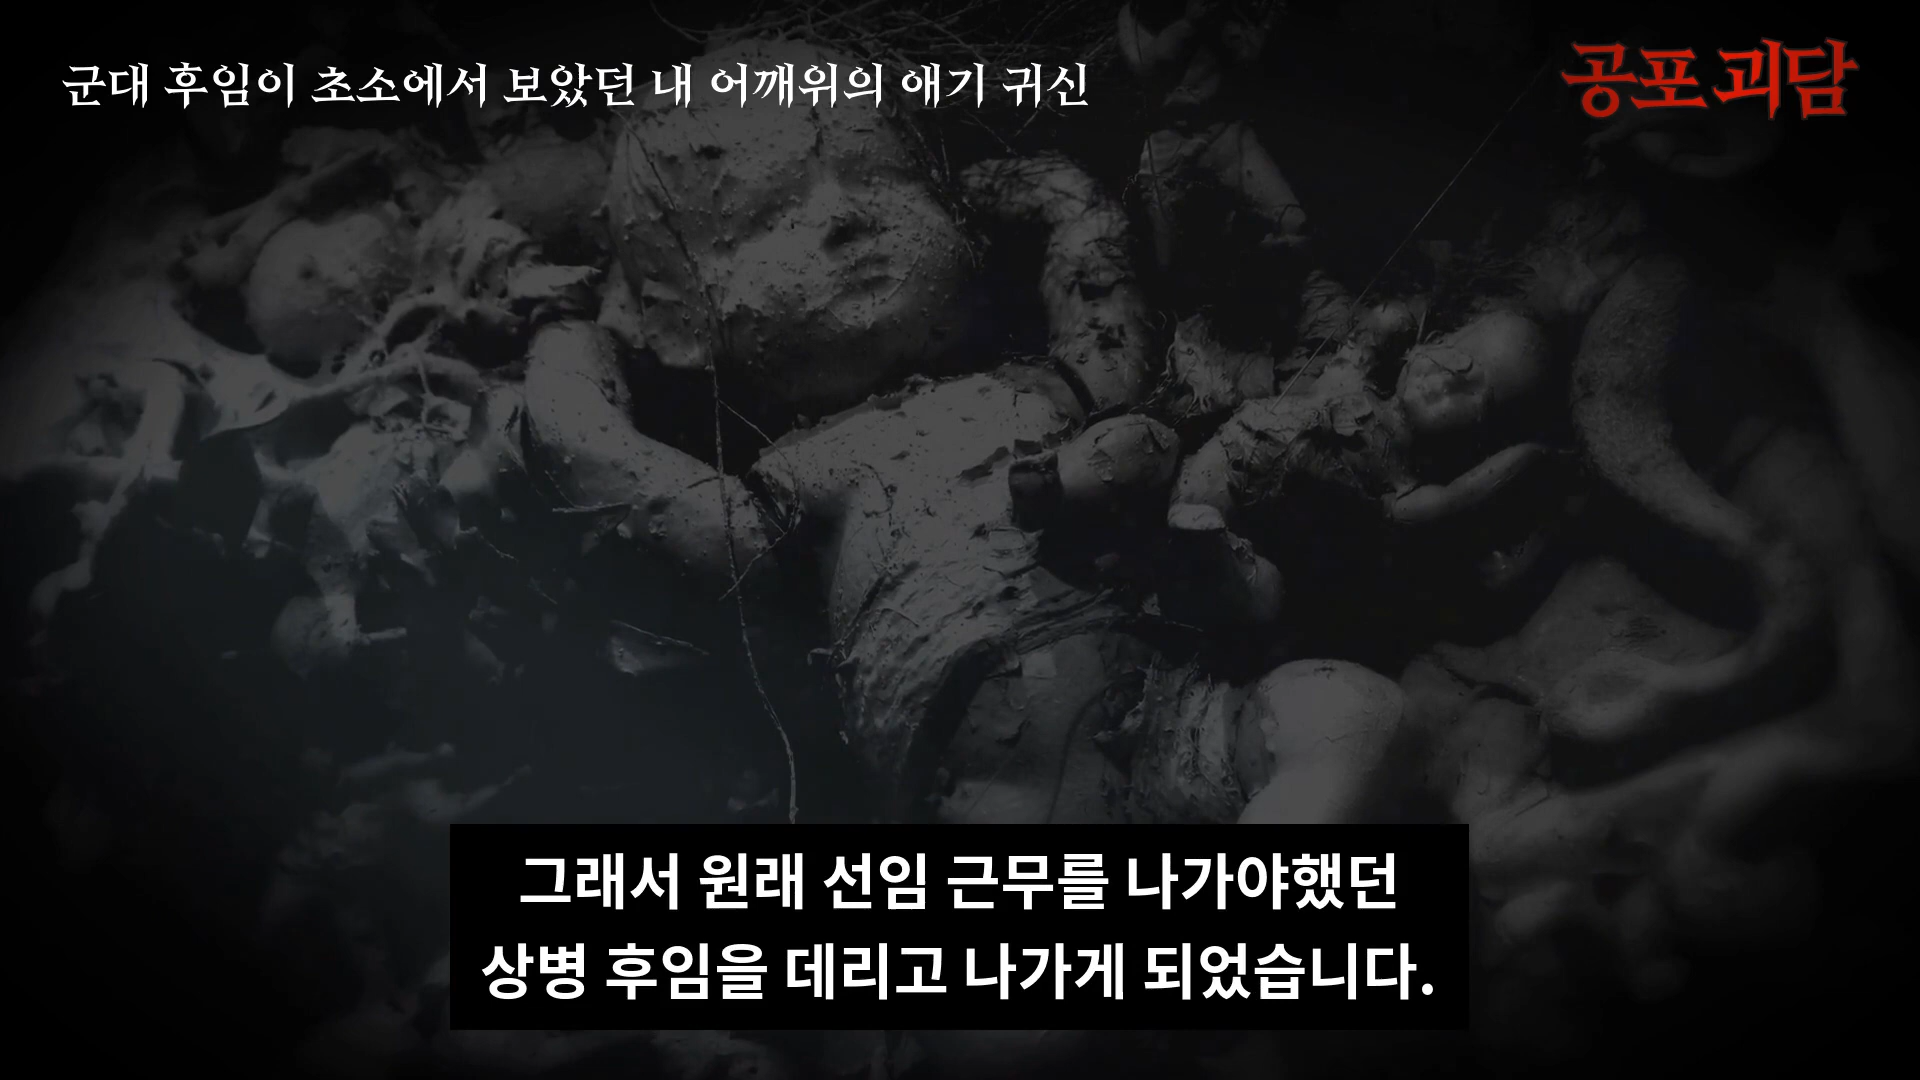 군대 후임이 초소에서 보았던 내 어깨위의 애기 귀신
공포 괴담
그래서 원래 선임 근무를 나가야했던
상병 후임을 데리고 나가게 되었습니다.